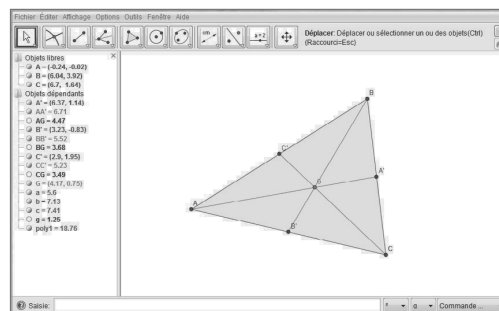 Fichier Éditer Affichage Options Outils Fenêtre Aide
Déplacer: Déplacer ou sélectionner un ou des objets(Ctrl)
(Raccourci=Esc)
Objets libres
A = (-0.24, -0.02)
B = (6.04, 3.92)
C = (6.7, 1.64)
Objets dépendants
A' = (6.37, 1.14)
AA' = 6.71
AG = 4.47
B' = (3.23, -0.83)
BB' = 5.52
BG = 3.68
C' = (2.9, 1.95)
CC' = 5.23
CG = 3.49
G = (4.17, 0.75)
a = 5.6
b = 7.13
c = 7.41
g = 1.25
poly1 = 18.76
B
C'
A'
A
B'
C
Saisie:
α
Commande ...